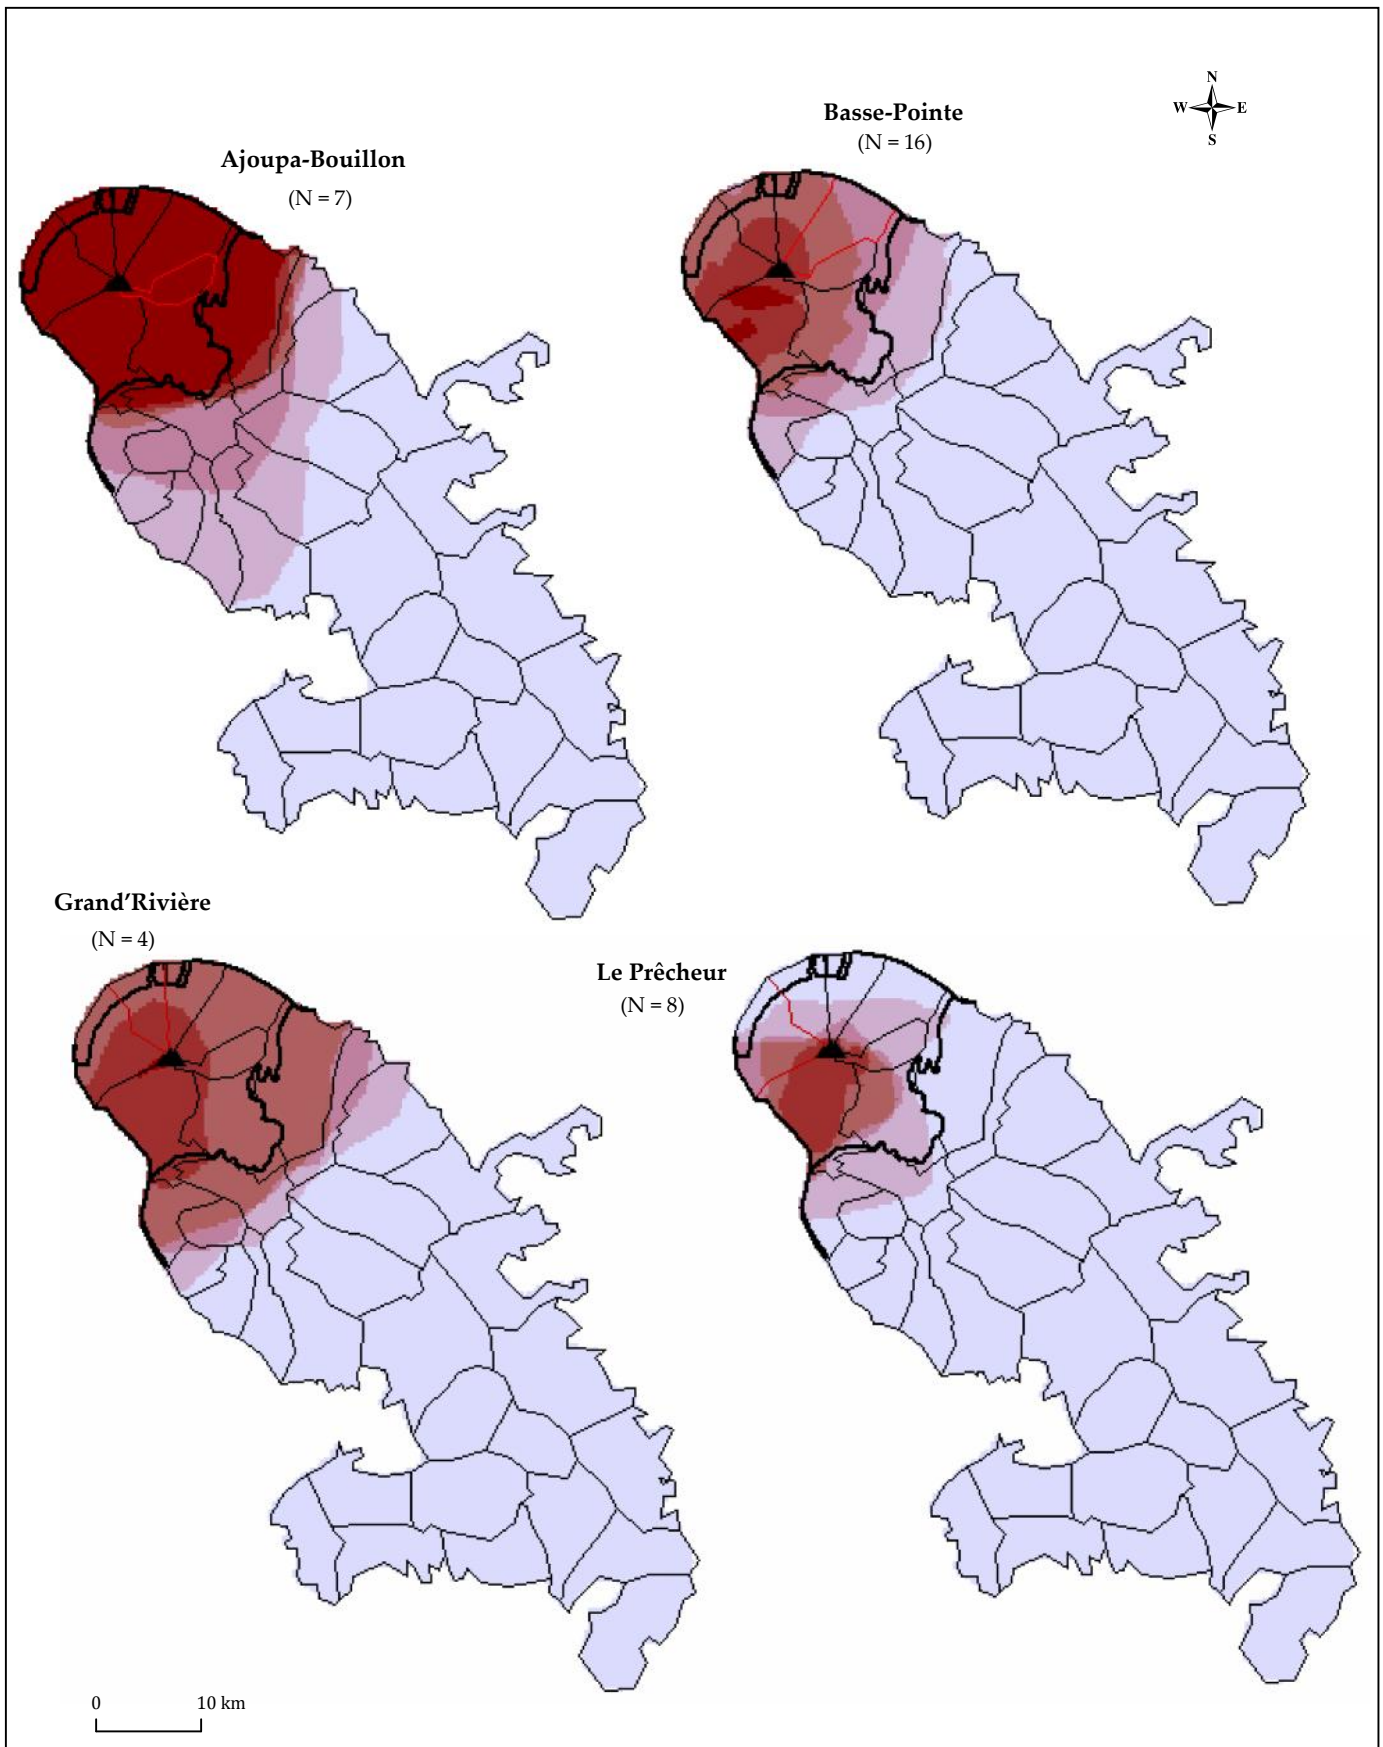 N
W E
S
Basse-Pointe
(N = 16)
Ajoupa-Bouillon
(N = 7)
Grand'Rivière
(N = 4)
Le Prêcheur
(N = 8)
0 10 km